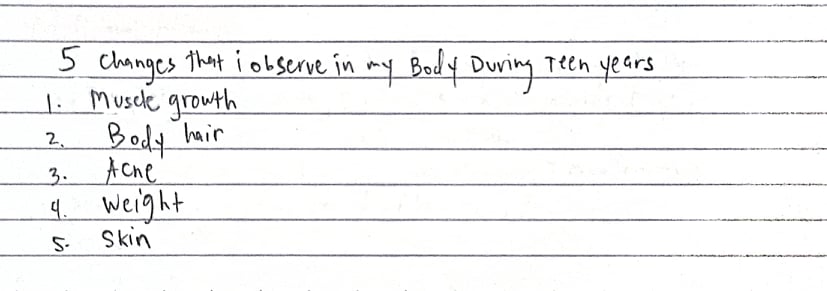 5 changes that i observe in my Body During Teen years
1. Muscle growth
2. Body hair
3. Acne
4. Weight
5. Skin